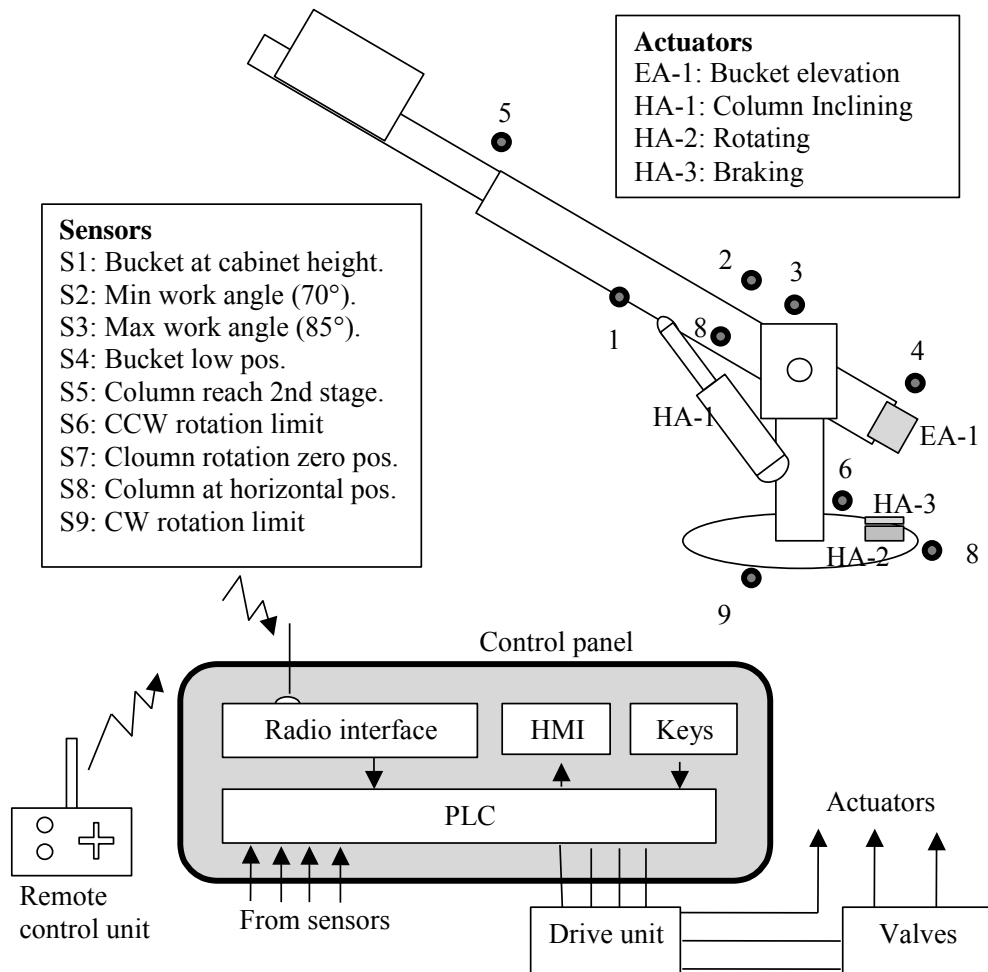 Actuators
EA-1: Bucket elevation
HA-1: Column Inclining
HA-2: Rotating
HA-3: Braking
5
Sensors
S1: Bucket at cabinet height.
S2: Min work angle (70°).
S3: Max work angle (85°).
S4: Bucket low pos.
S5: Column reach 2nd stage.
S6: CCW rotation limit
S7: Cloumn rotation zero pos.
S8: Column at horizontal pos.
S9: CW rotation limit
2
3
1
8
4
HA-1
EA-1
6
HA-3
HA-2
8
9
Control panel
Radio interface
HMI
Keys
PLC
Actuators
Remote
control unit
From sensors
Drive unit
Valves